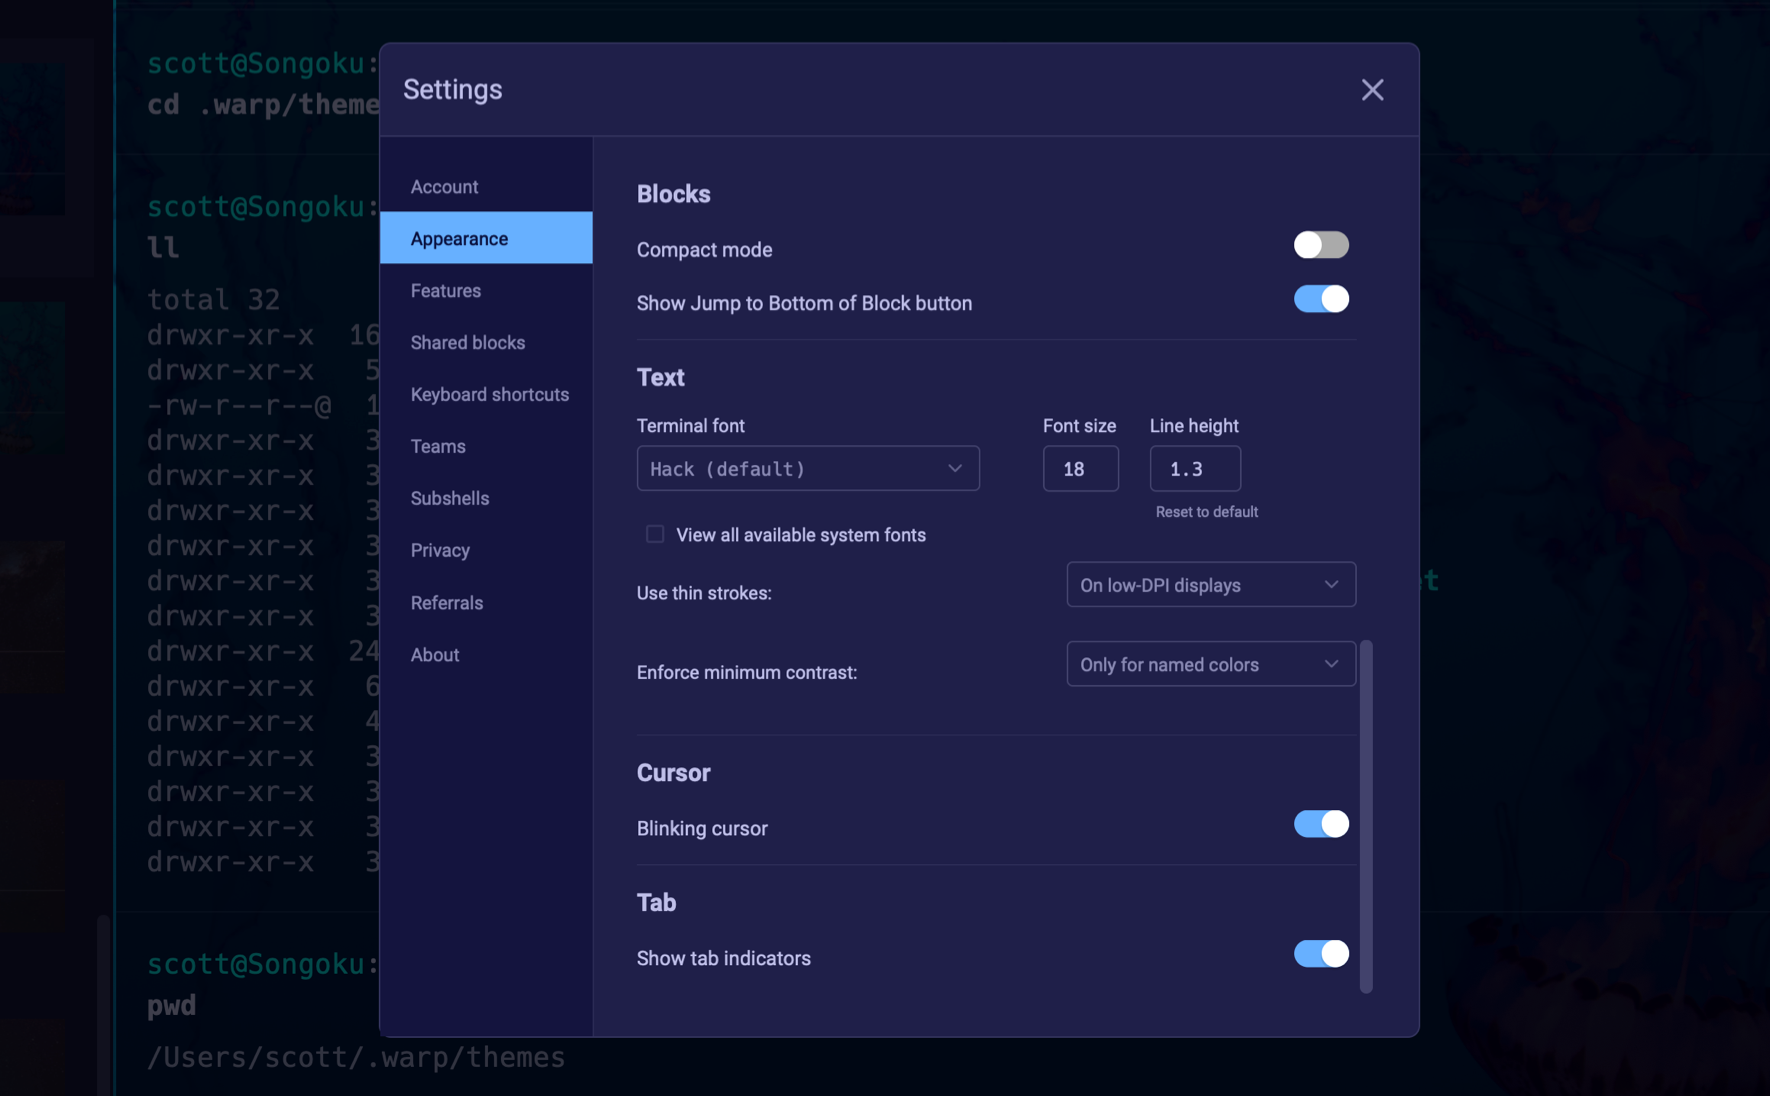 scott@Songoku:
cd .warp/theme
scott@Songoku:
ll
total 32
drwxr-xr-x 16
drwxr-xr-x 5
-rw-r--r--@ 1
drwxr-xr-x 3
drwxr-xr-x 3
drwxr-xr-x 3
drwxr-xr-x 3
drwxr-xr-x 3
drwxr-xr-x 3
drwxr-xr-x 24
drwxr-xr-x 6
drwxr-xr-x 4
drwxr-xr-x 3
drwxr-xr-x 3
drwxr-xr-x 3
drwxr-xr-x 3
scott@Songoku:
pwd
/Users/scott/.warp/themes
Settings
Account
Appearance
Features
Shared blocks
Keyboard shortcuts
Teams
Subshells
Privacy
Referrals
About
Blocks
Compact mode
Show Jump to Bottom of Block button
Text
Terminal font Font size Line height
Hack (default) 18 1.3
Reset to default
View all available system fonts
Use thin strokes: On low-DPI displays
Enforce minimum contrast: Only for named colors
Cursor
Blinking cursor
Tab
Show tab indicators
et